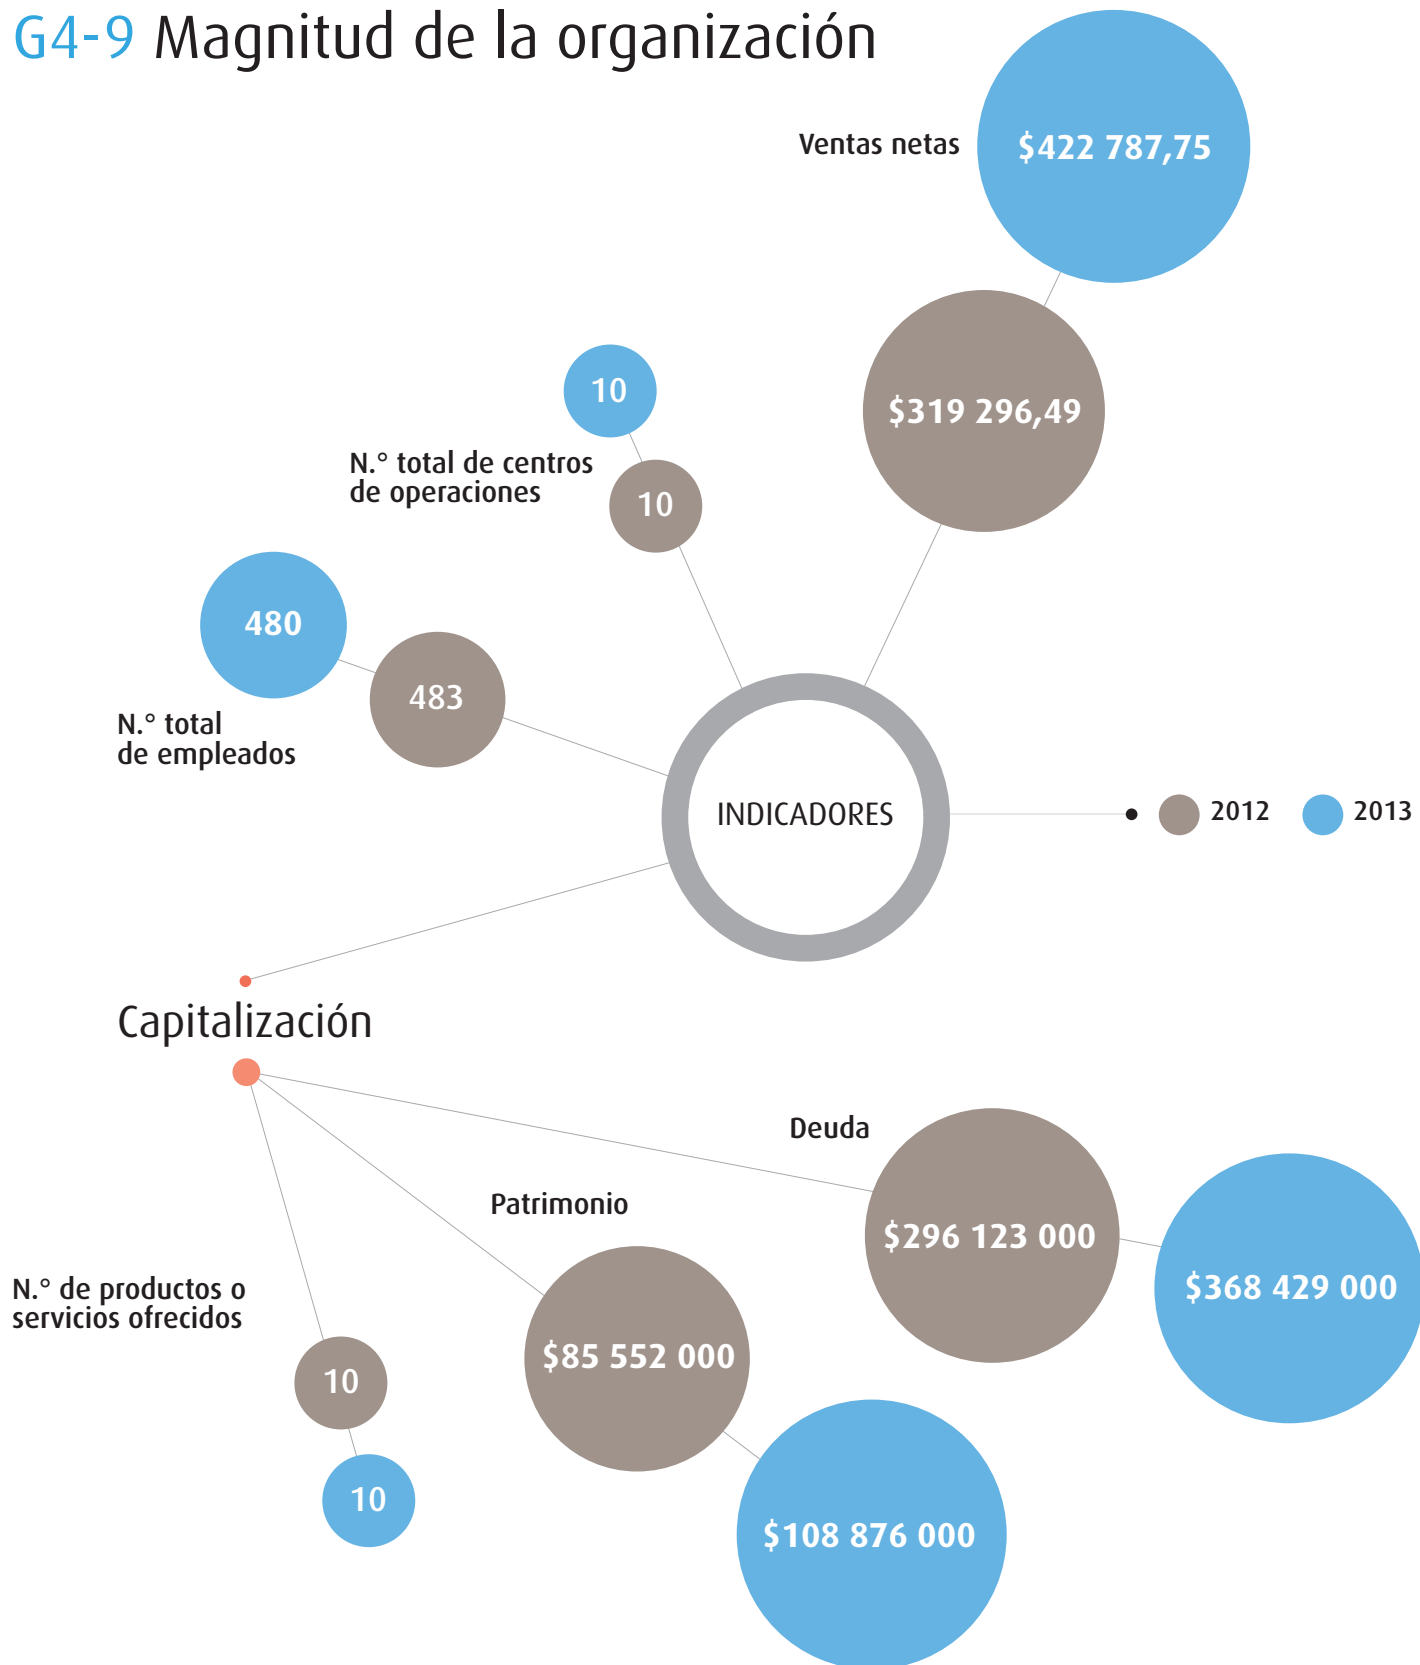 G4-9 Magnitud de la organización
Ventas netas
$422 787,75
$319 296,49
10
N.° total de centros
de operaciones
10
480
483
N.° total
de empleados
INDICADORES
2012
2013
Capitalización
Deuda
$296 123 000
$368 429 000
Patrimonio
$85 552 000
$108 876 000
N.° de productos o
servicios ofrecidos
10
10